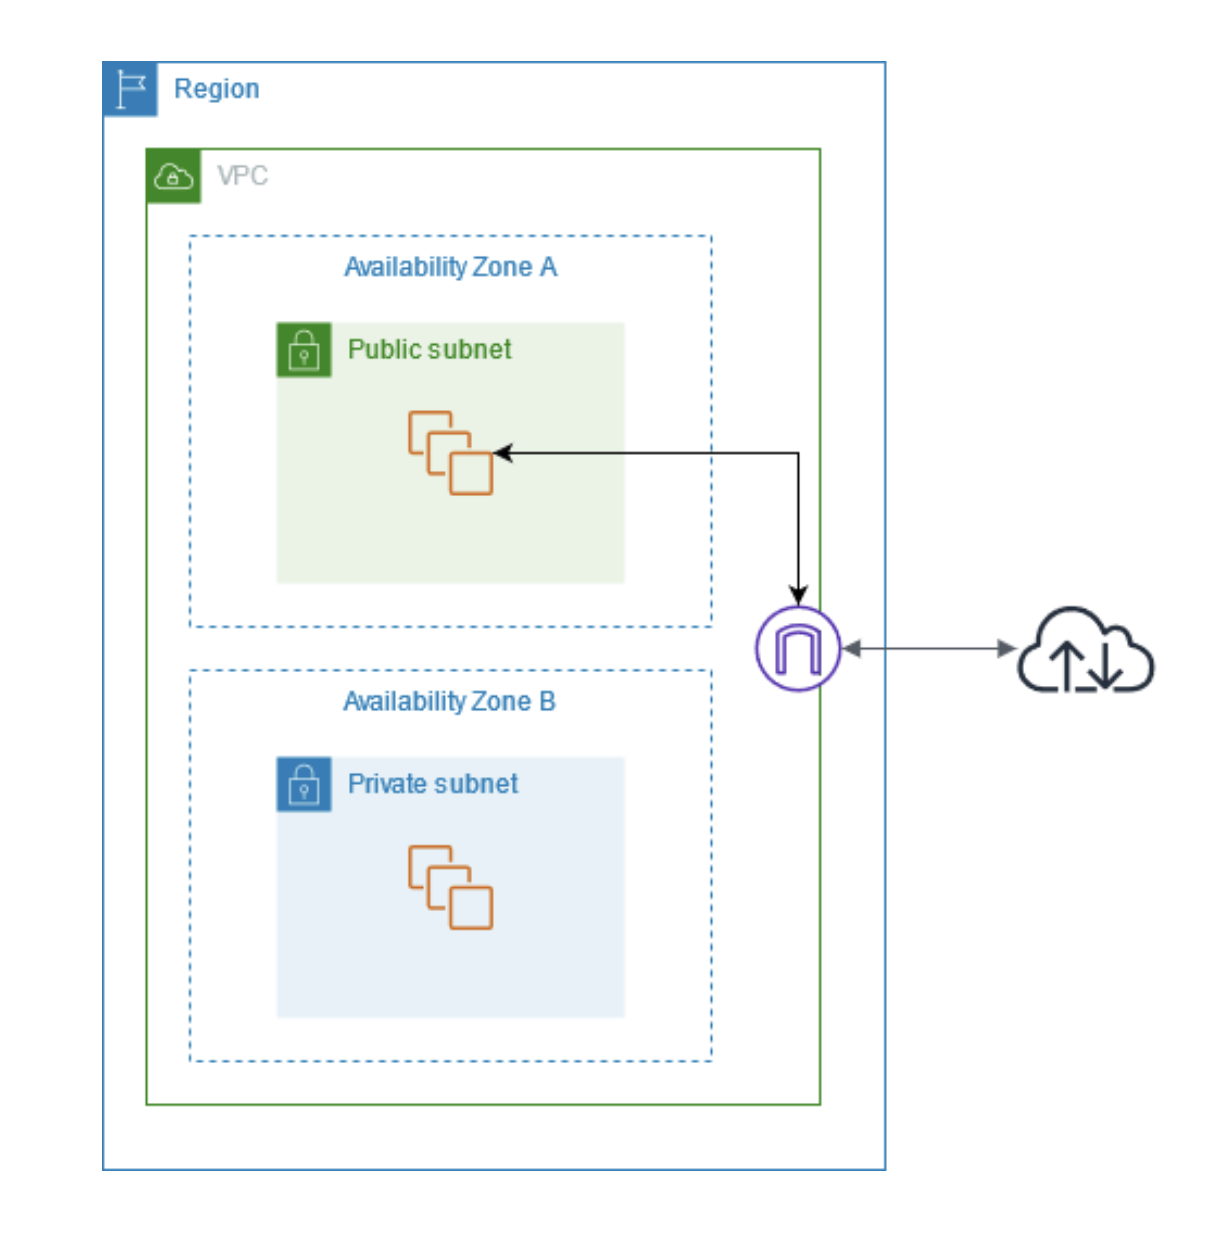 Region
VPC
Availability Zone A
Public subnet
Availability Zone B
Private subnet